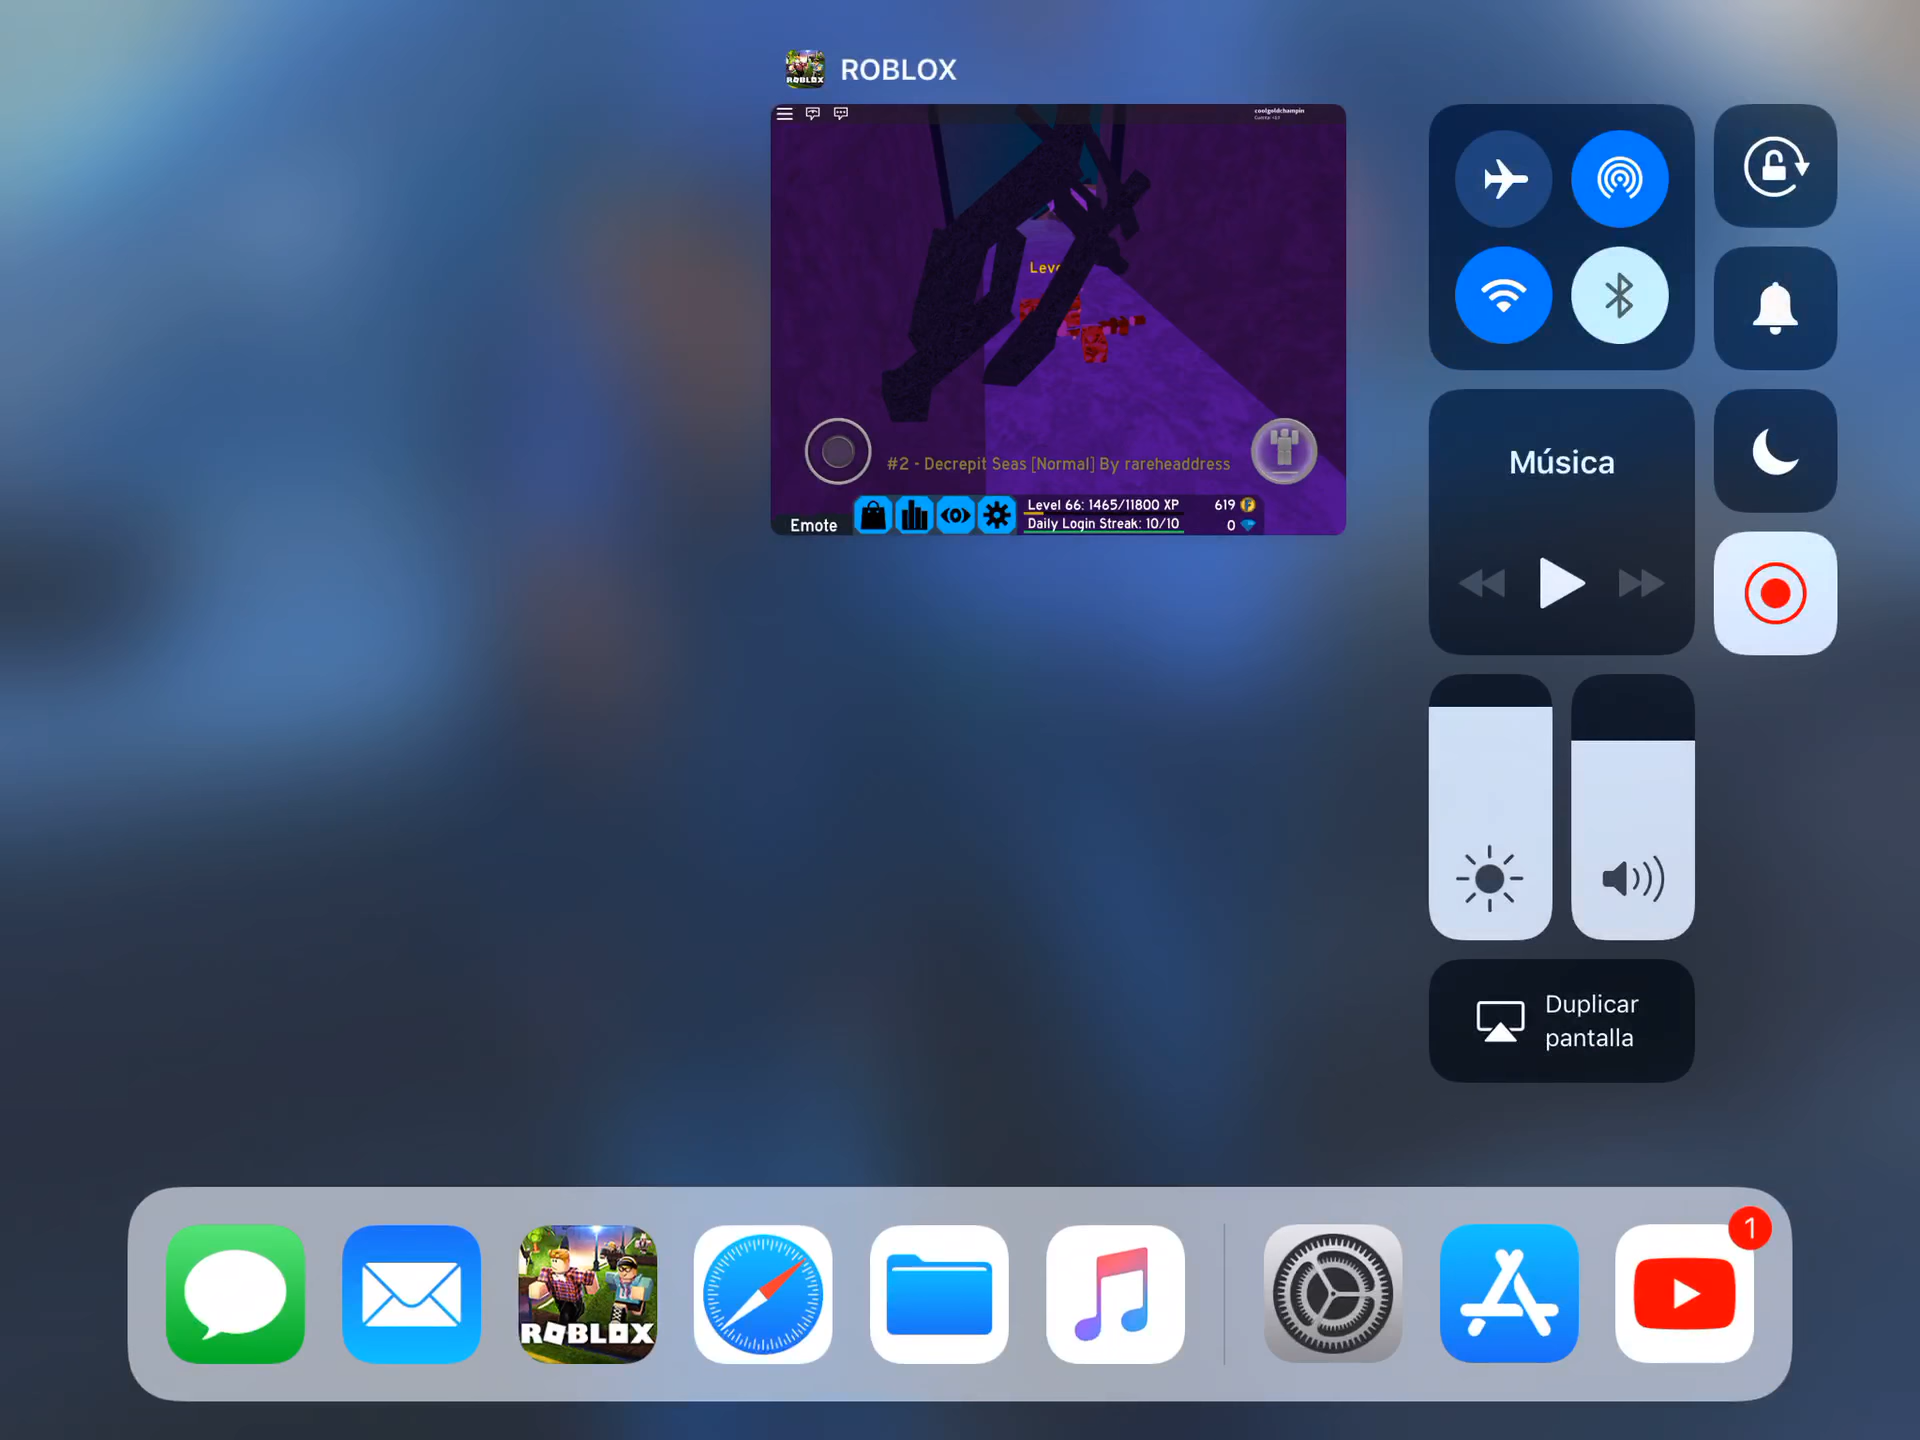 ROBLOX
coolgoldchampin
Leve
#2 - Decrepit Seas [Normal] By rareheaddress
Emote
Level 66: 1465/11800 XP
619
Daily Login Streak: 10/10
0
Música
Duplicar
pantalla
ROBLOX
1